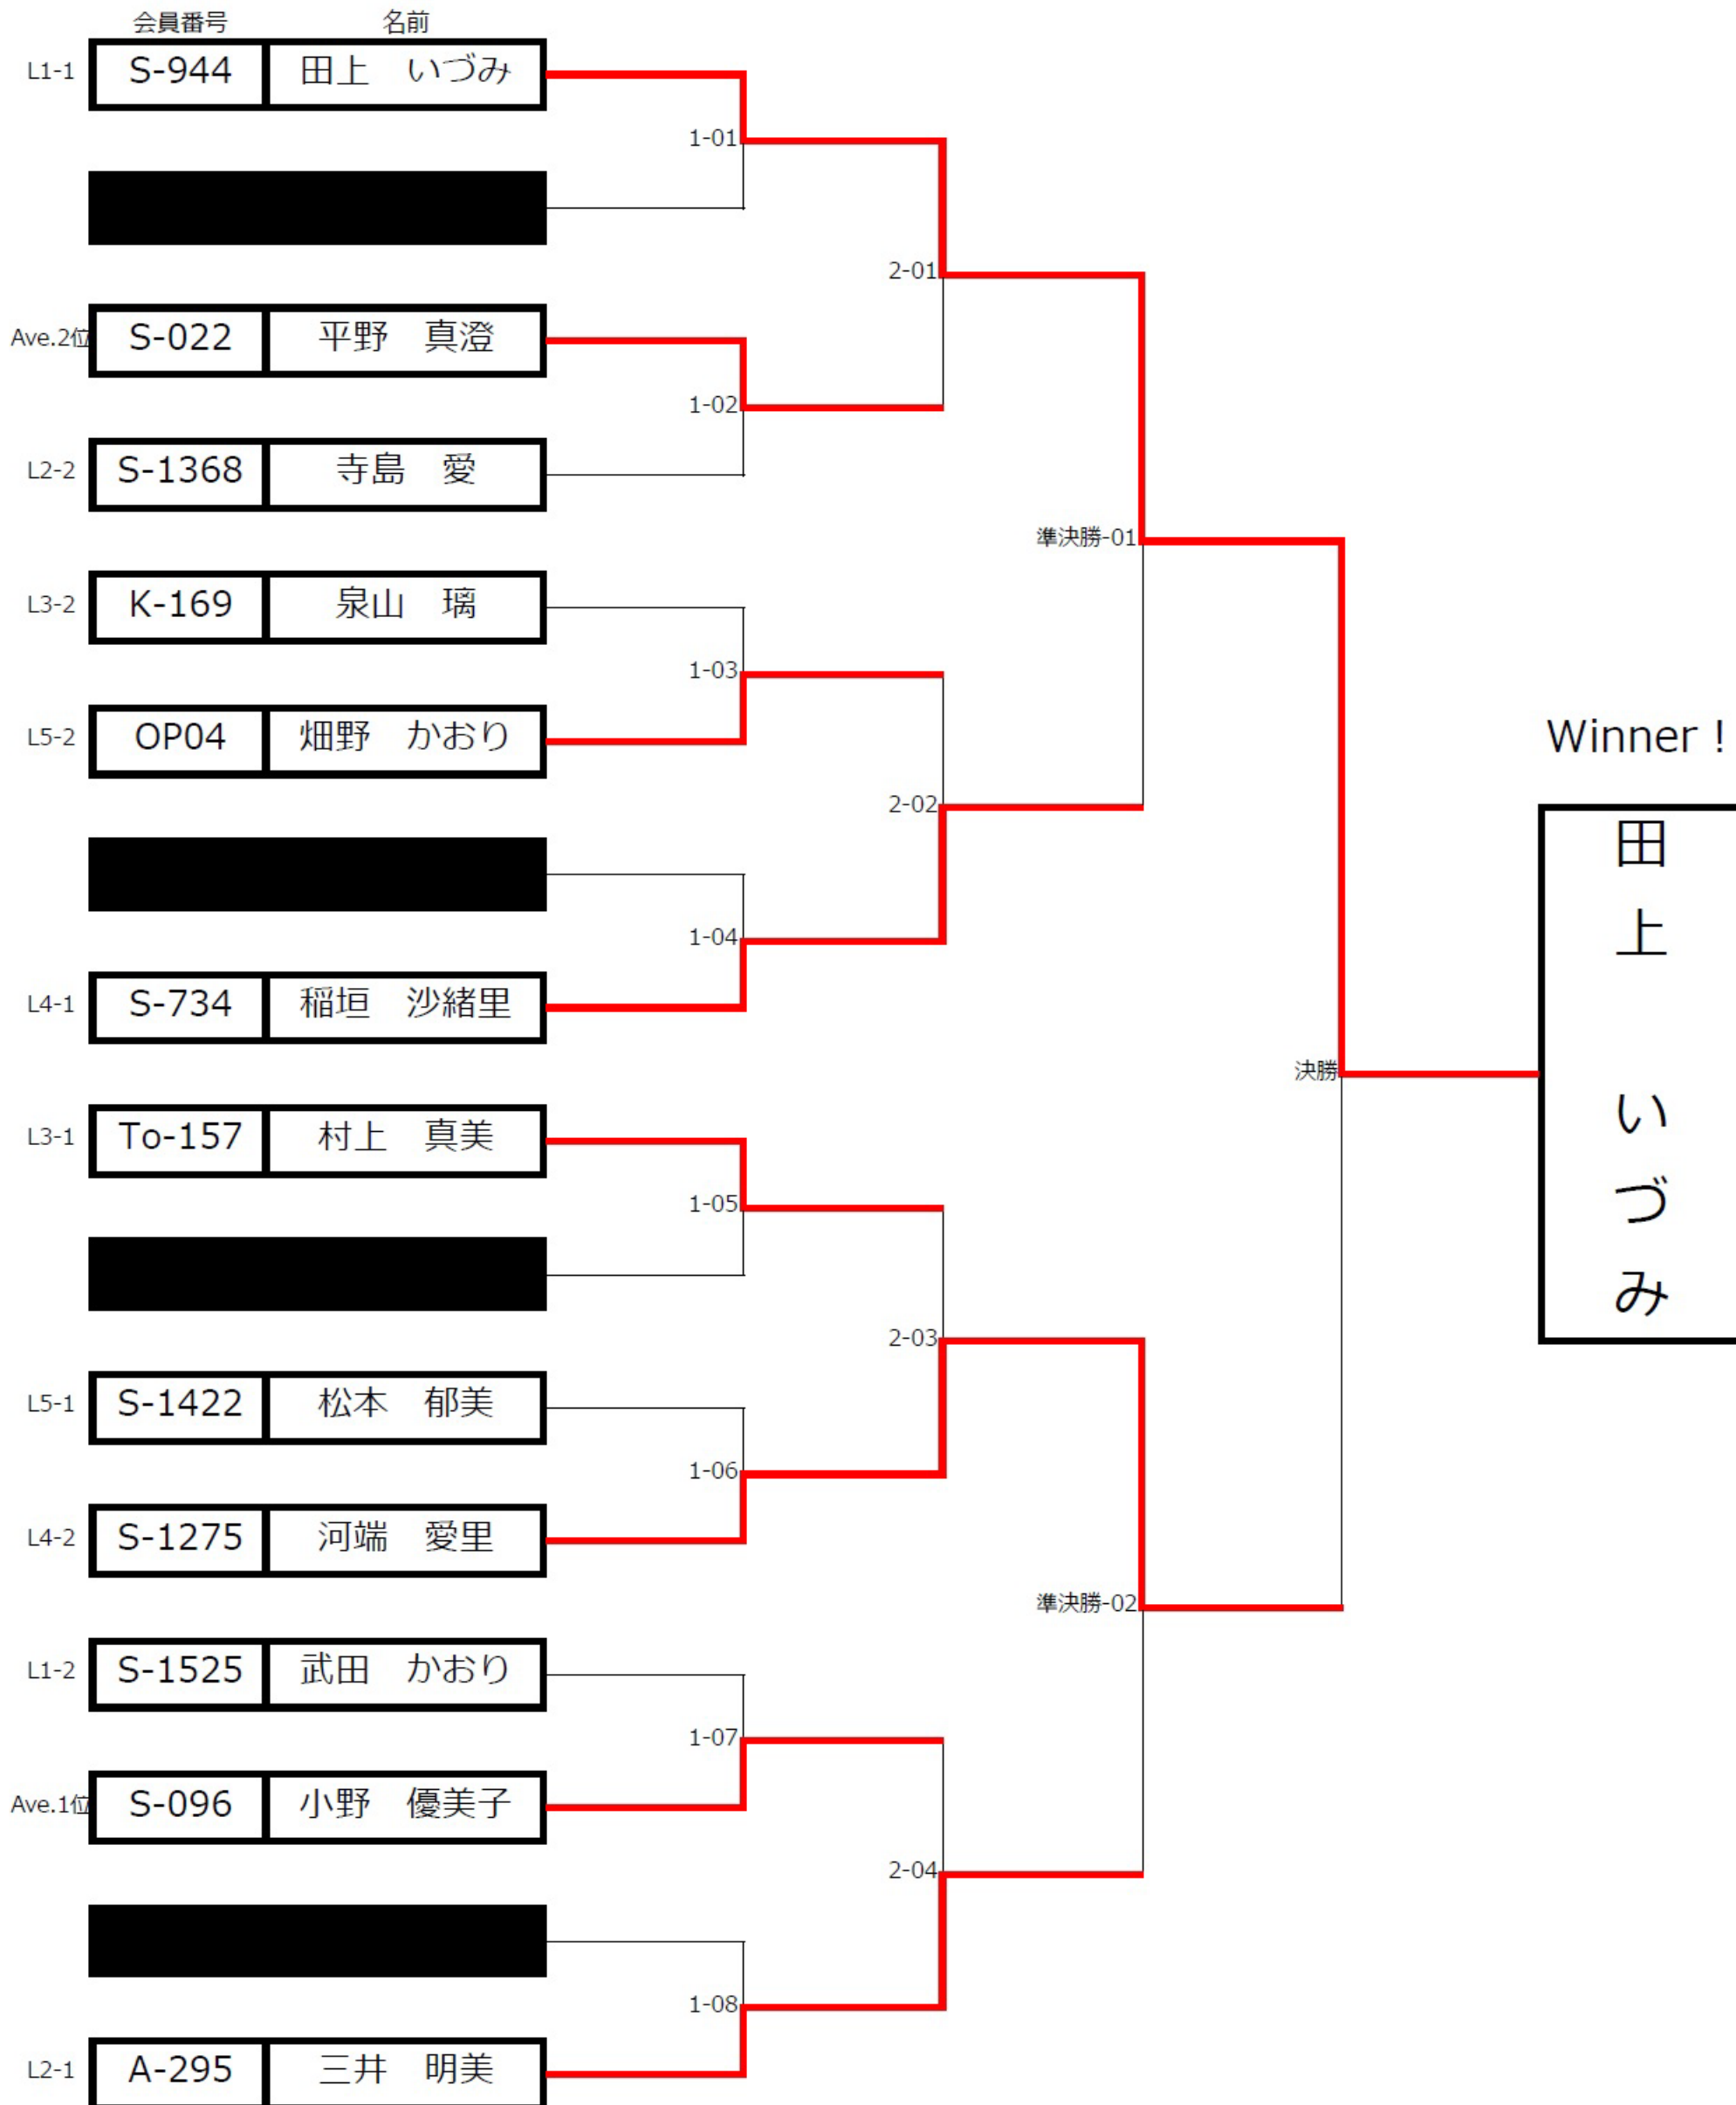 会員番号 名前
L1-1 S-944 田上 いづみ
1-01
2-01
Ave.2位 S-022 平野 真澄
1-02
L2-2 S-1368 寺島 愛
準決勝-01
L3-2 K-169 泉山 璃
1-03
L5-2 OP04 畑野 かおり
Winner！
2-02
1-04
L4-1 S-734 稲垣 沙緒里
決勝
田上 いづみ
L3-1 To-157 村上 真美
1-05
2-03
L5-1 S-1422 松本 郁美
1-06
L4-2 S-1275 河端 愛里
準決勝-02
L1-2 S-1525 武田 かおり
1-07
Ave.1位 S-096 小野 優美子
2-04
1-08
L2-1 A-295 三井 明美